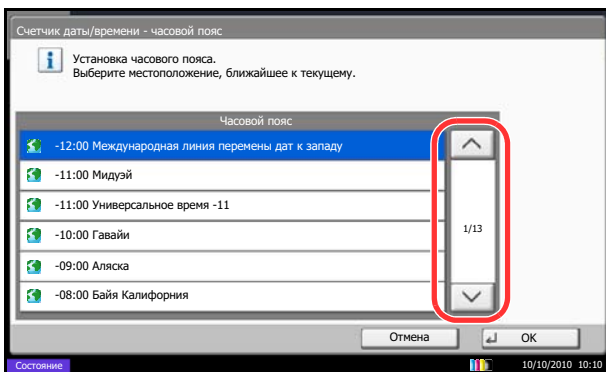 Счетчик даты/времени - часовой пояс
Установка часового пояса.
Выберите местоположение, ближайшее к текущему.
Часовой пояс
-12:00 Международная линия перемены дат к западу
-11:00 Мидуэй
-11:00 Универсальное время -11
1/13
-10:00 Гавайи
-09:00 Аляска
-08:00 Байя Калифорния
Отмена
OK
Состояние
10/10/2010 10:10